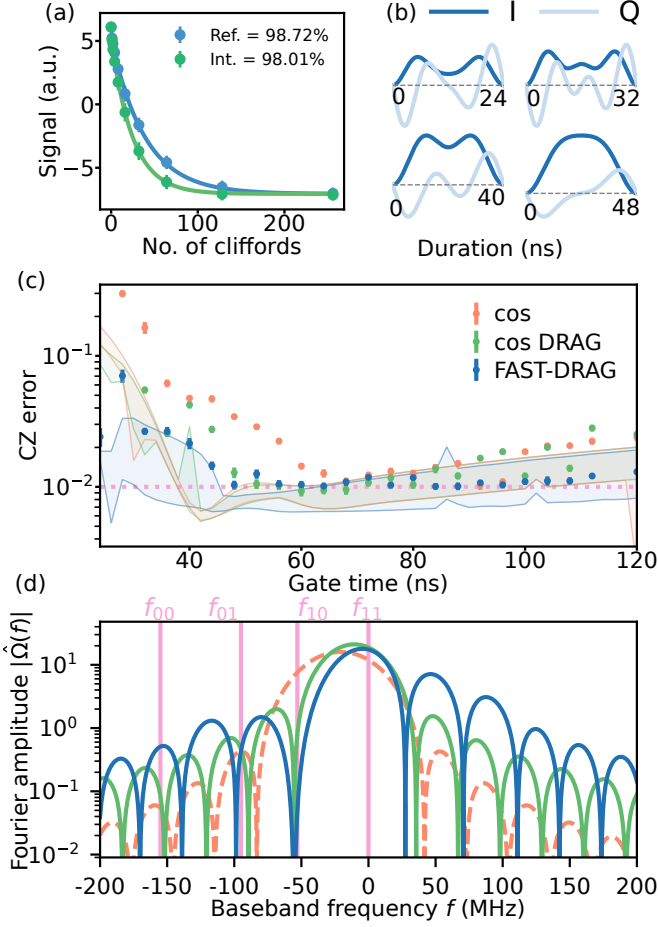 (a)
Ref. = 98.72%
Int. = 98.01%
5
0
−5
Signal (a.u.)
0
200
No. of cliffords
(b)
I
Q
0
24
0
32
0
40
0
48
Duration (ns)
(c)
cos
cos DRAG
FAST-DRAG
10⁻¹
10⁻²
CZ error
40
60
80
100
120
Gate time (ns)
(d)
f₀₀
f₀₁
f₁₀
f₁₁
10¹
10⁰
10⁻¹
10⁻²
Fourier amplitude |Ω̂(f)|
-200
-150
-100
-50
0
50
100
150
200
Baseband frequency f (MHz)